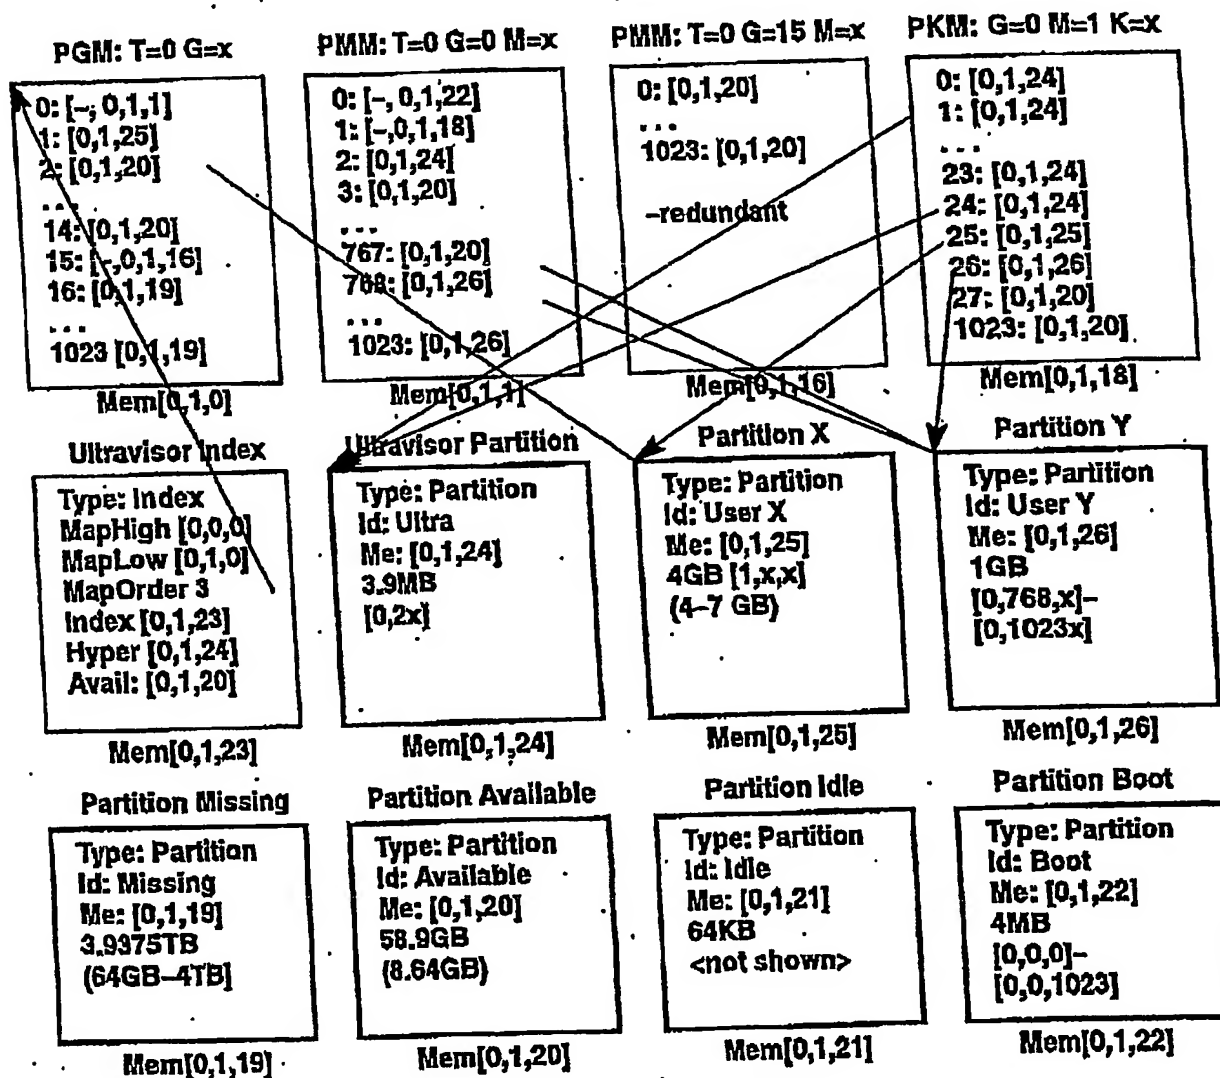 PGM: T=0 G=x
0: [-; 0,1,1]
1: [0,1,25]
2: [0,1,20]
...
14: [0,1,20]
15: [-,0,1,16]
16: [0,1,19]
...
1023 [0,1,19]
Mem[0,1,0]
PMM: T=0 G=0 M=x
0: [-, 0,1,22]
1: [-,0,1,18]
2: [0,1,24]
3: [0,1,20]
...
767: [0,1,20]
768: [0,1,26]
...
1023: [0,1,26]
Mem[0,1,1]
PMM: T=0 G=15 M=x
0: [0,1,20]
...
1023: [0,1,20]
-redundant
Mem[0,1,16]
PKM: G=0 M=1 K=x
0: [0,1,24]
1: [0,1,24]
...
23: [0,1,24]
24: [0,1,24]
25: [0,1,25]
26: [0,1,26]
27: [0,1,20]
1023: [0,1,20]
Mem[0,1,18]
Ultravisor Index
Type: Index
MapHigh [0,0,0]
MapLow [0,1,0]
MapOrder 3
Index [0,1,23]
Hyper [0,1,24]
Avail: [0,1,20]
Mem[0,1,23]
Ultravisor Partition
Type: Partition
Id: Ultra
Me: [0,1,24]
3.9MB
[0,2x]
Mem[0,1,24]
Partition X
Type: Partition
Id: User X
Me: [0,1,25]
4GB [1,x,x]
(4-7 GB)
Mem[0,1,25]
Partition Y
Type: Partition
Id: User Y
Me: [0,1,26]
1GB
[0,768,x]-
[0,1023x]
Mem[0,1,26]
Partition Missing
Type: Partition
Id: Missing
Me: [0,1,19]
3.9375TB
(64GB-4TB]
Mem[0,1,19]
Partition Available
Type: Partition
Id: Available
Me: [0,1,20]
58.9GB
(8.64GB)
Mem[0,1,20]
Partition Idle
Type: Partition
Id: Idle
Me: [0,1,21]
64KB
<not shown>
Mem[0,1,21]
Partition Boot
Type: Partition
Id: Boot
Me: [0,1,22]
4MB
[0,0,0]-
[0,0,1023]
Mem[0,1,22]